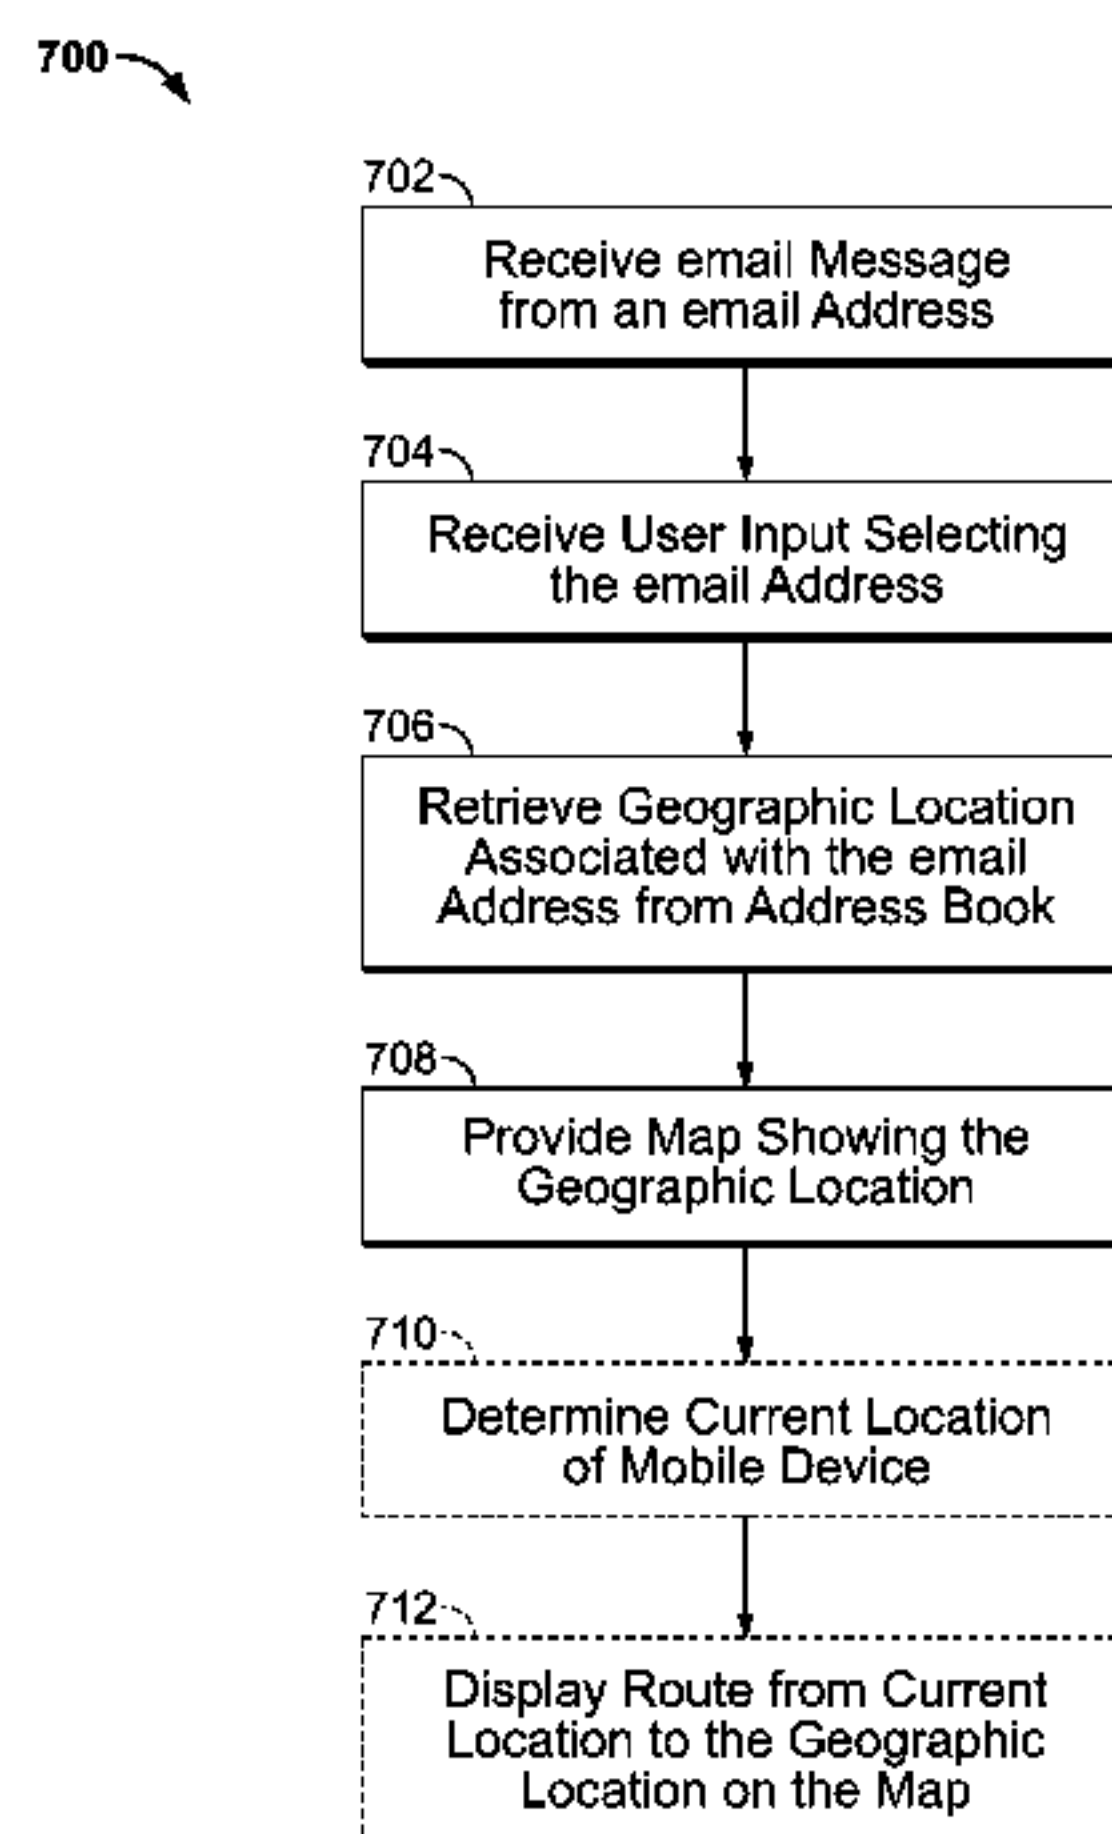 700
702
Receive email Message
from an email Address
704
Receive User Input Selecting
the email Address
706
Retrieve Geographic Location
Associated with the email
Address from Address Book
708
Provide Map Showing the
Geographic Location
710
Determine Current Location
of Mobile Device
712
Display Route from Current
Location to the Geographic
Location on the Map